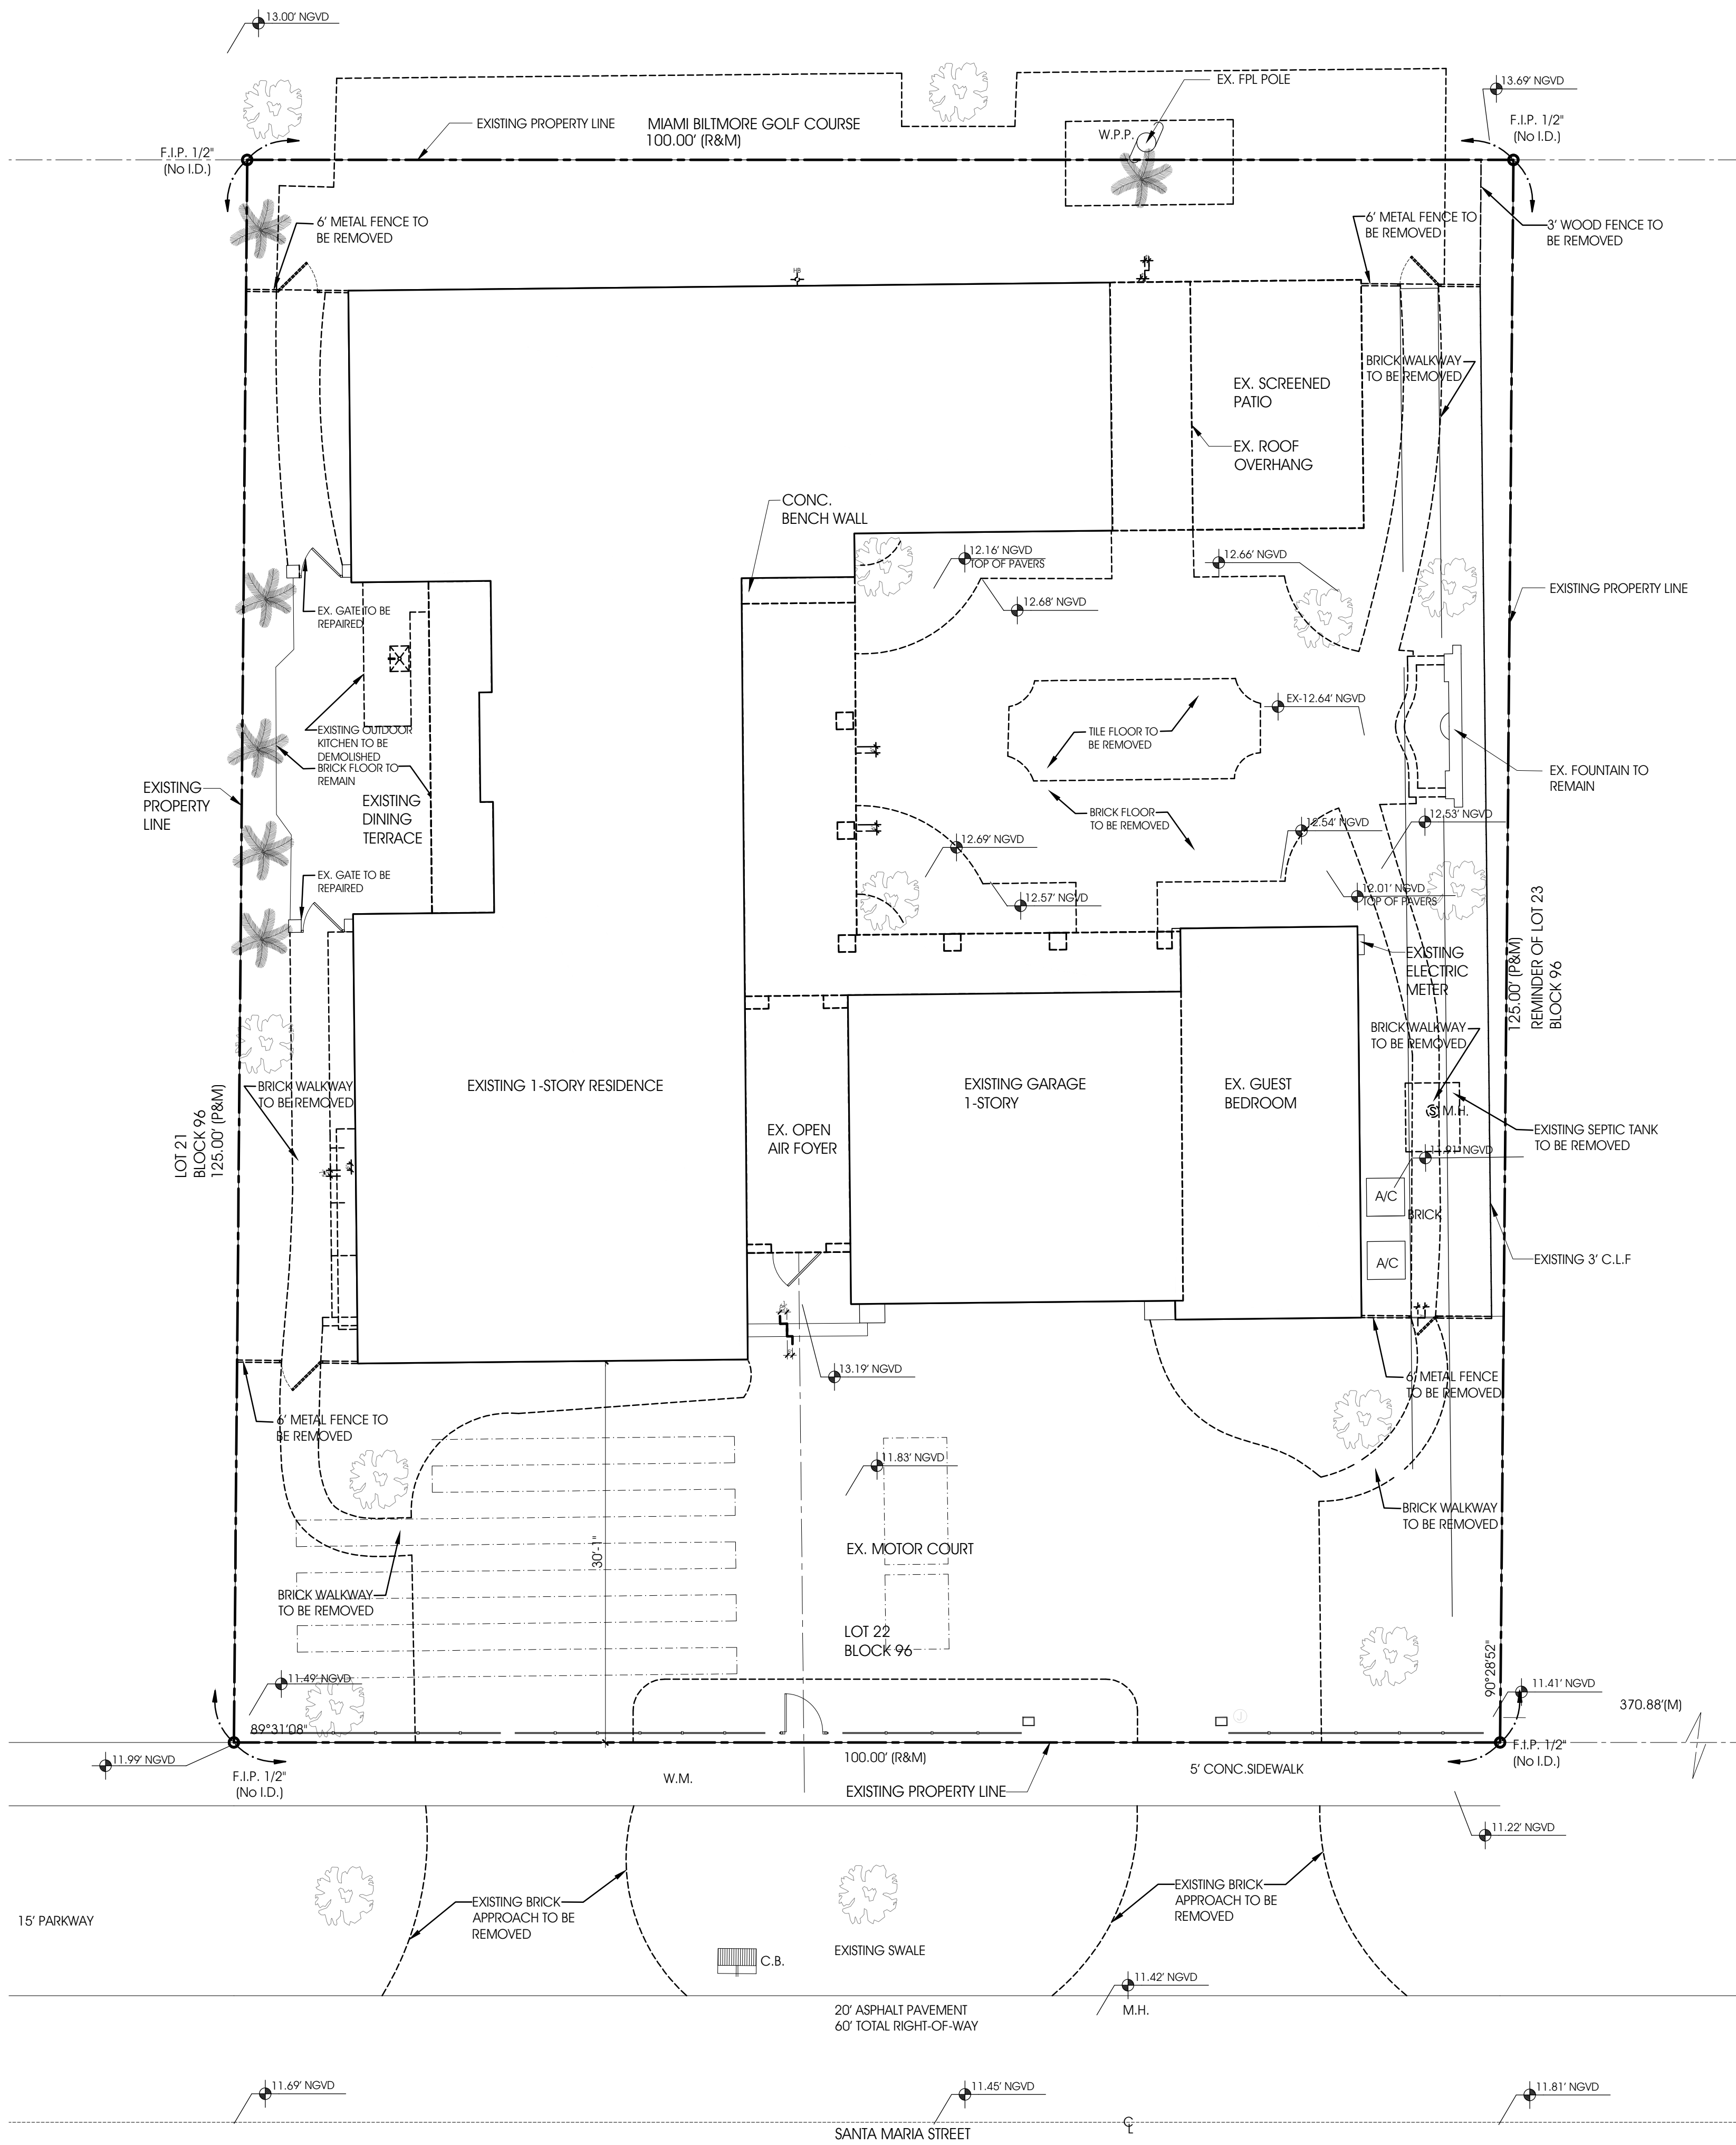 13.00' NGVD
EX. FPL POLE
13.69' NGVD
EXISTING PROPERTY LINE
MIAMI BILTMORE GOLF COURSE
100.00' (R&M)
W.P.P.
F.I.P. 1/2"
(No I.D.)
F.I.P. 1/2"
(No I.D.)
6' METAL FENCE TO
BE REMOVED
6' METAL FENCE TO
BE REMOVED
3' WOOD FENCE TO
BE REMOVED
HB
BRICK WALKWAY
TO BE REMOVED
EX. SCREENED
PATIO
EX. ROOF
OVERHANG
CONC.
BENCH WALL
12.16' NGVD
TOP OF PAVERS
12.66' NGVD
12.68' NGVD
EXISTING PROPERTY LINE
EX. GATE TO BE
REPAIRED
EX-12.64' NGVD
EXISTING OUTDOOR
KITCHEN TO BE
DEMOLISHED
BRICK FLOOR TO
REMAIN
TILE FLOOR TO
BE REMOVED
EX. FOUNTAIN TO
REMAIN
EXISTING
PROPERTY
LINE
EXISTING
DINING
TERRACE
BRICK FLOOR
TO BE REMOVED
12.54' NGVD
12.53' NGVD
12.69' NGVD
EX. GATE TO BE
REPAIRED
12.57' NGVD
12.01' NGVD
TOP OF PAVERS
EXISTING
ELECTRIC
METER
125.00' (P&M)
REMINDER OF LOT 23
BLOCK 96
BRICK WALKWAY
TO BE REMOVED
LOT 21
BLOCK 96
125.00' (P&M)
BRICK WALKWAY
TO BE REMOVED
EXISTING 1-STORY RESIDENCE
EXISTING GARAGE
1-STORY
EX. GUEST
BEDROOM
S M.H.
EX. OPEN
AIR FOYER
EXISTING SEPTIC TANK
TO BE REMOVED
11.91' NGVD
A/C
BRICK
A/C
EXISTING 3' C.L.F
13.19' NGVD
6' METAL FENCE
TO BE REMOVED
6' METAL FENCE TO
BE REMOVED
11.83' NGVD
30'-1"
EX. MOTOR COURT
BRICK WALKWAY
TO BE REMOVED
BRICK WALKWAY
TO BE REMOVED
LOT 22
BLOCK 96
11.49' NGVD
90°28'52"
11.41' NGVD
370.88'(M)
89°31'08"
J
11.99' NGVD
100.00' (R&M)
F.I.P. 1/2"
(No I.D.)
F.I.P. 1/2"
(No I.D.)
W.M.
5' CONC.SIDEWALK
EXISTING PROPERTY LINE
11.22' NGVD
EXISTING BRICK
APPROACH TO BE
REMOVED
EXISTING BRICK
APPROACH TO BE
REMOVED
15' PARKWAY
EXISTING SWALE
C.B.
11.42' NGVD
M.H.
20' ASPHALT PAVEMENT
60' TOTAL RIGHT-OF-WAY
11.69' NGVD
11.45' NGVD
11.81' NGVD
CL
SANTA MARIA STREET